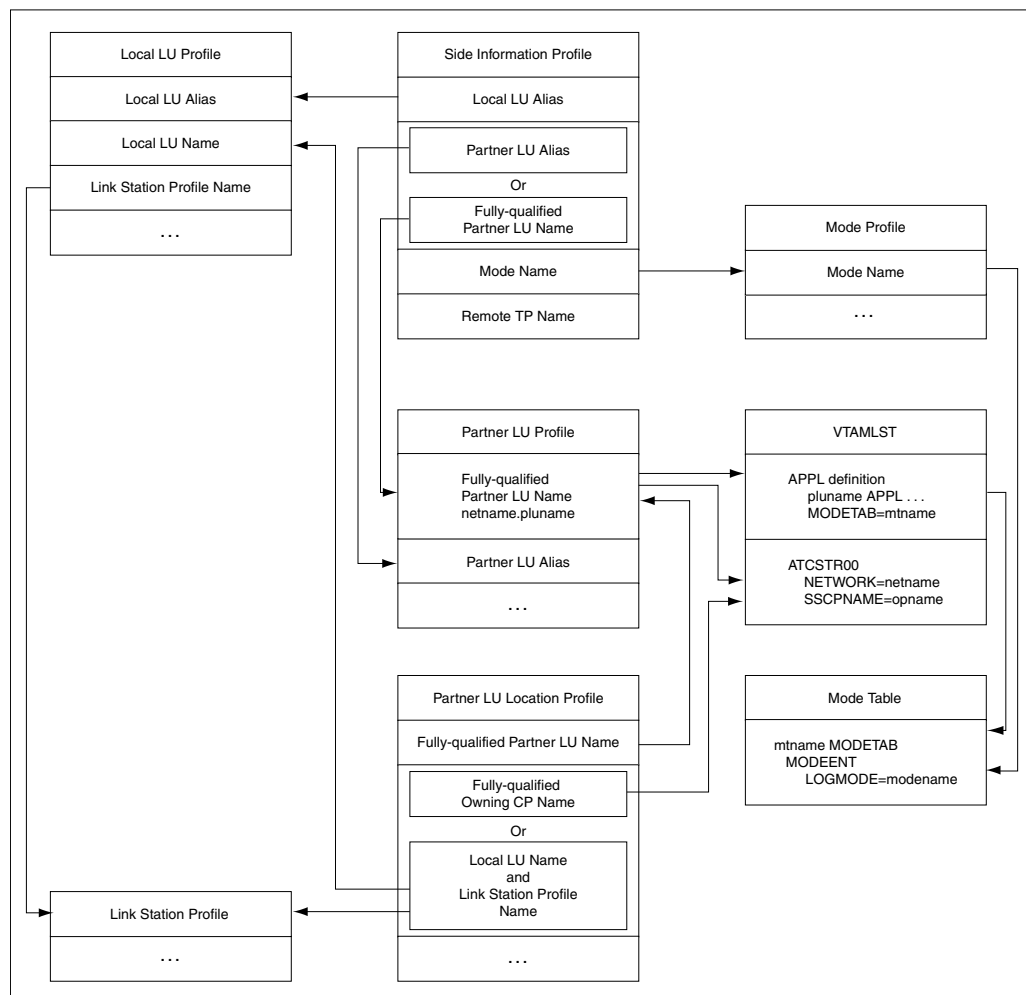 Local LU Profile
Local LU Alias
Local LU Name
Link Station Profile Name
...
Side Information Profile
Local LU Alias
Partner LU Alias
Or
Fully-qualified
Partner LU Name
Mode Name
Remote TP Name
Mode Profile
Mode Name
...
Partner LU Profile
Fully-qualified
Partner LU Name
netname.pluname
Partner LU Alias
...
VTAMLST
APPL definition
pluname APPL . . .
MODETAB=mtname
ATCSTR00
NETWORK=netname
SSCPNAME=opname
Partner LU Location Profile
Fully-qualified Partner LU Name
Fully-qualified
Owning CP Name
Or
Local LU Name
and
Link Station Profile
Name
...
Mode Table
mtname MODETAB
MODEENT
LOGMODE=modename
Link Station Profile
...